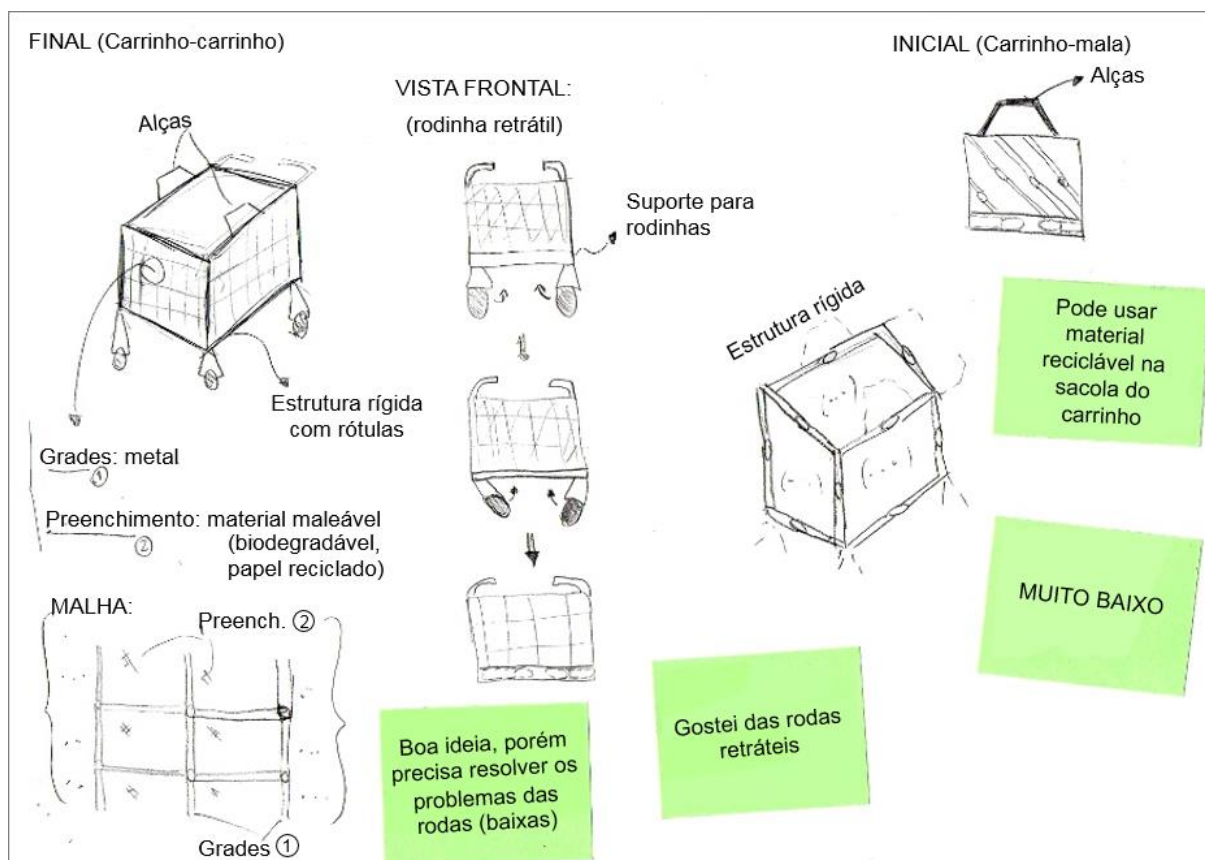 FINAL (Carrinho-carrinho)
Alças
Estrutura rígida
com rótulas
Grades: metal
1
Preenchimento: material maleável
(biodegradável,
papel reciclado)
2
MALHA:
Preench. 2
Grades 1
VISTA FRONTAL:
(rodinha retrátil)
Suporte para
rodinhas
Boa ideia, porém
precisa resolver os
problemas das
rodas (baixas)
INICIAL (Carrinho-mala)
Alças
Estrutura rígida
(...)
(...)
(...)
Pode usar
material
reciclável na
sacola do
carrinho
MUITO BAIXO
Gostei das rodas
retráteis